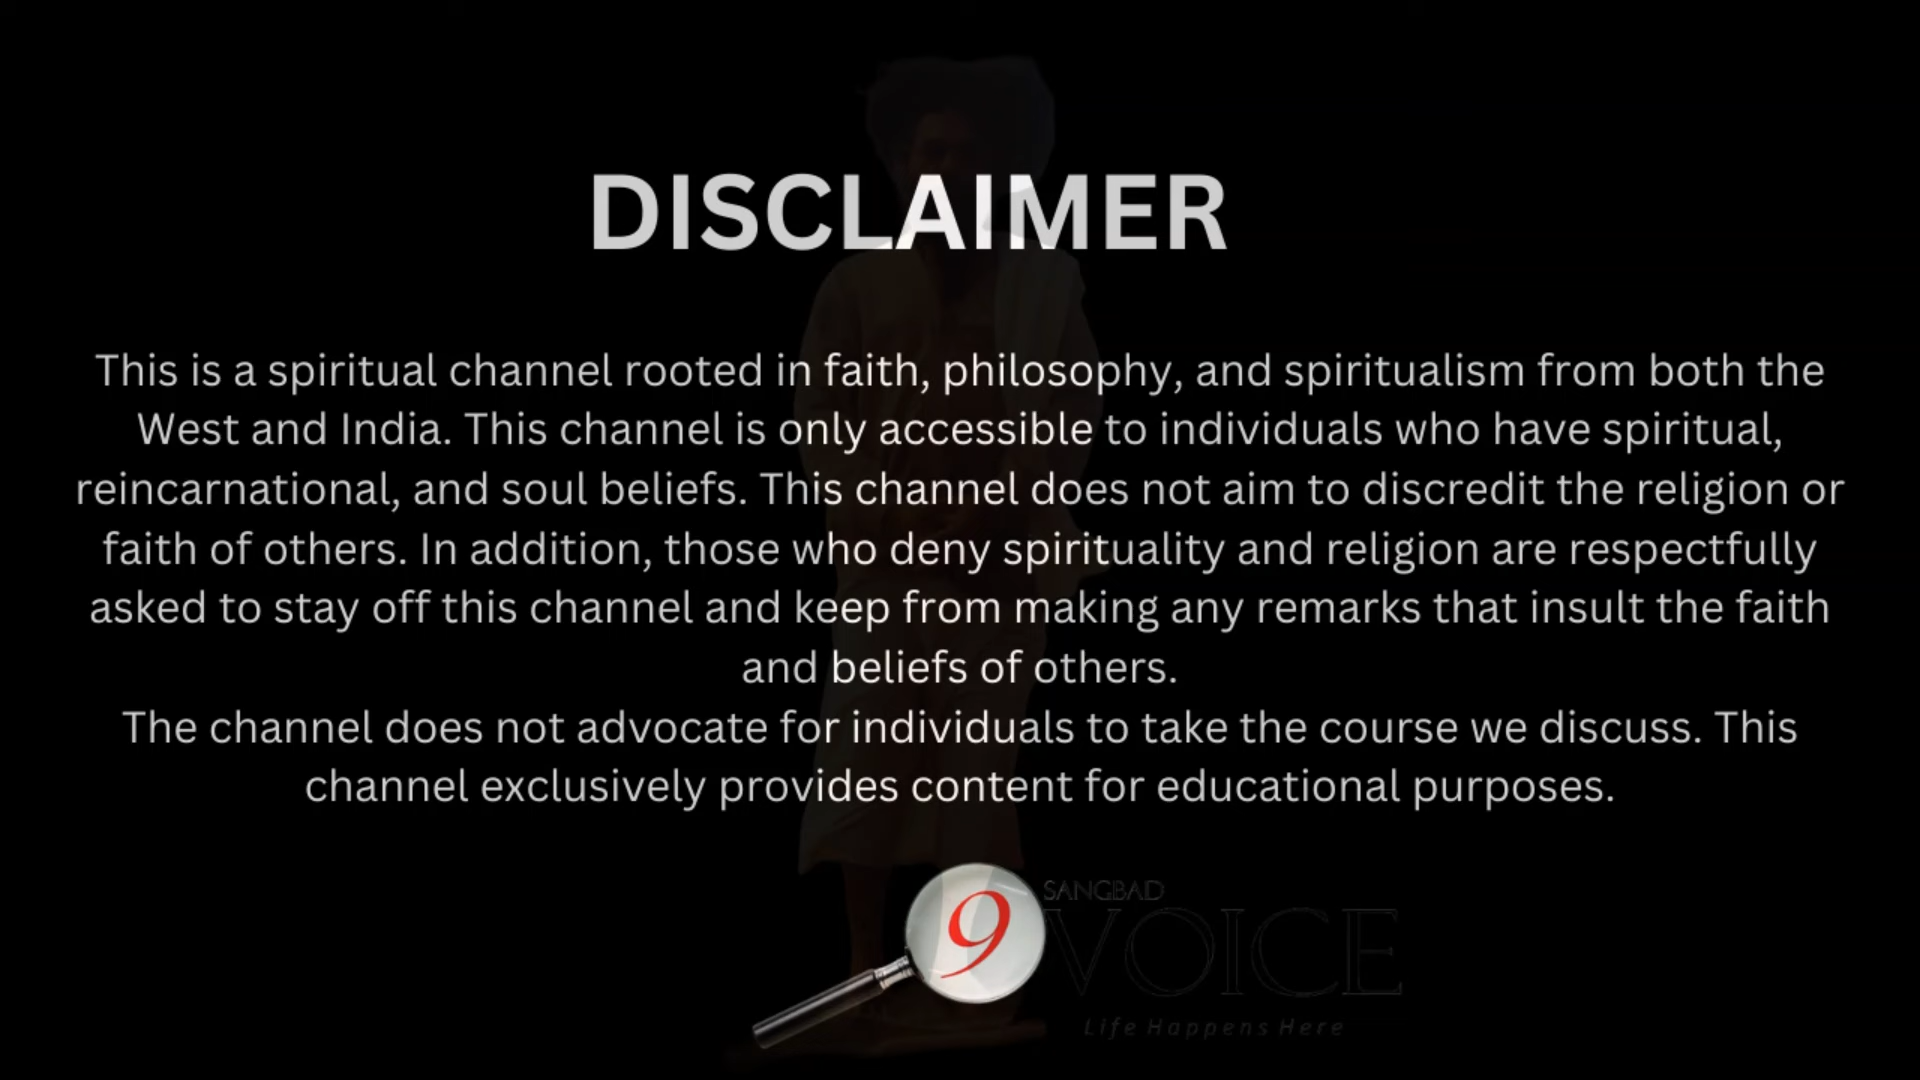 DISCLAIMER
This is a spiritual channel rooted in faith, philosophy, and spiritualism from both the
West and India. This channel is only accessible to individuals who have spiritual,
reincarnational, and soul beliefs. This channel does not aim to discredit the religion or
faith of others. In addition, those who deny spirituality and religion are respectfully
asked to stay off this channel and keep from making any remarks that insult the faith
and beliefs of others.
The channel does not advocate for individuals to take the course we discuss. This
channel exclusively provides content for educational purposes.
9 SANGBAD
VOICE
Life Happens Here